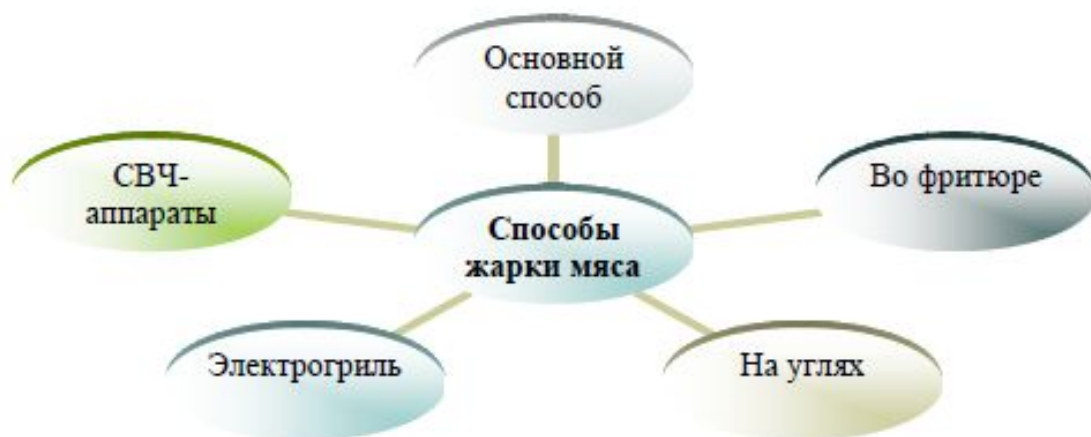 Основной
способ
СВЧ-
аппараты
Во фритюре
Способы
жарки мяса
Электрогриль
На углях